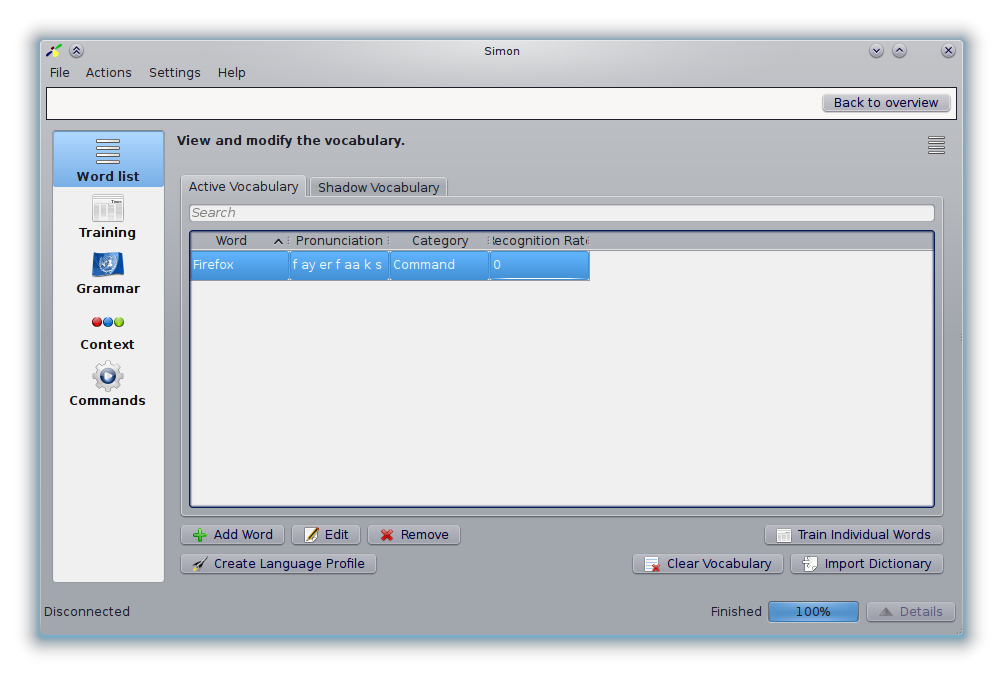 Simon
File Actions Settings Help
Back to overview
View and modify the vocabulary.
Word list
Training
Grammar
Context
Commands
Active Vocabulary Shadow Vocabulary
Search
Word Pronunciation Category ecognition Rat
Firefox f ay er f aa k s Command 0
Add Word Edit Remove Train Individual Words
Create Language Profile Clear Vocabulary Import Dictionary
Disconnected Finished 100% Details